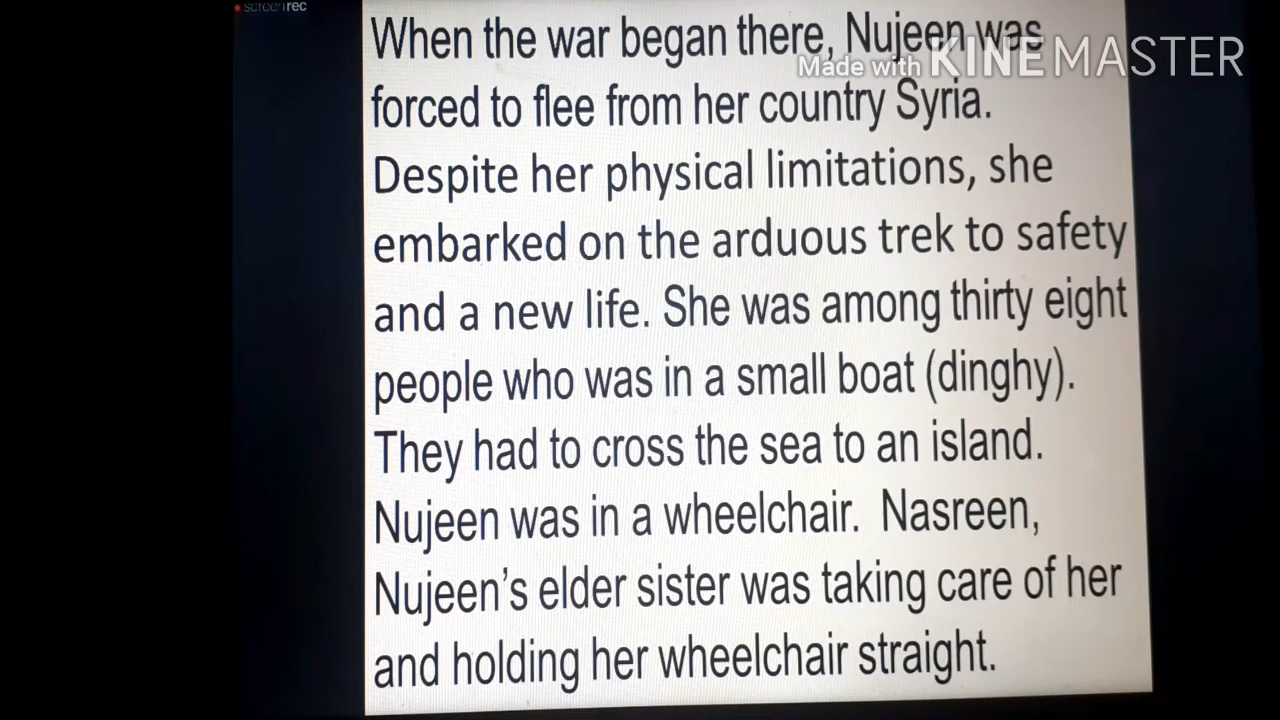 screenrec
When the war began there, Nujeen was
Made with KINEMASTER
forced to flee from her country Syria.
Despite her physical limitations, she
embarked on the arduous trek to safety
and a new life. She was among thirty eight
people who was in a small boat (dinghy).
They had to cross the sea to an island.
Nujeen was in a wheelchair. Nasreen,
Nujeen's elder sister was taking care of her
and holding her wheelchair straight.